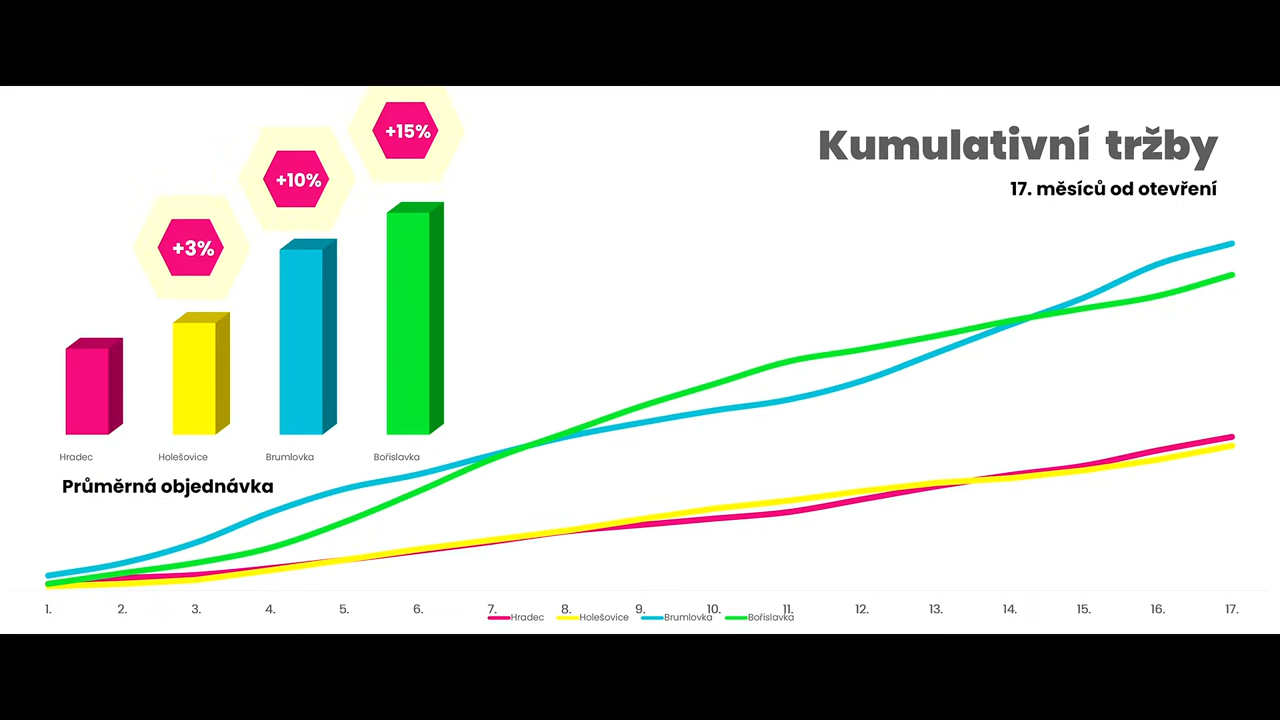 Kumulativní tržby
17. měsíců od otevření
+3%
+10%
+15%
Hradec Holešovice Brumlovka Bořislavka
Průměrná objednávka
1. 2. 3. 4. 5. 6. 7. 8. 9. 10. 11. 12. 13. 14. 15. 16. 17.
Hradec Holešovice Brumlovka Bořislavka